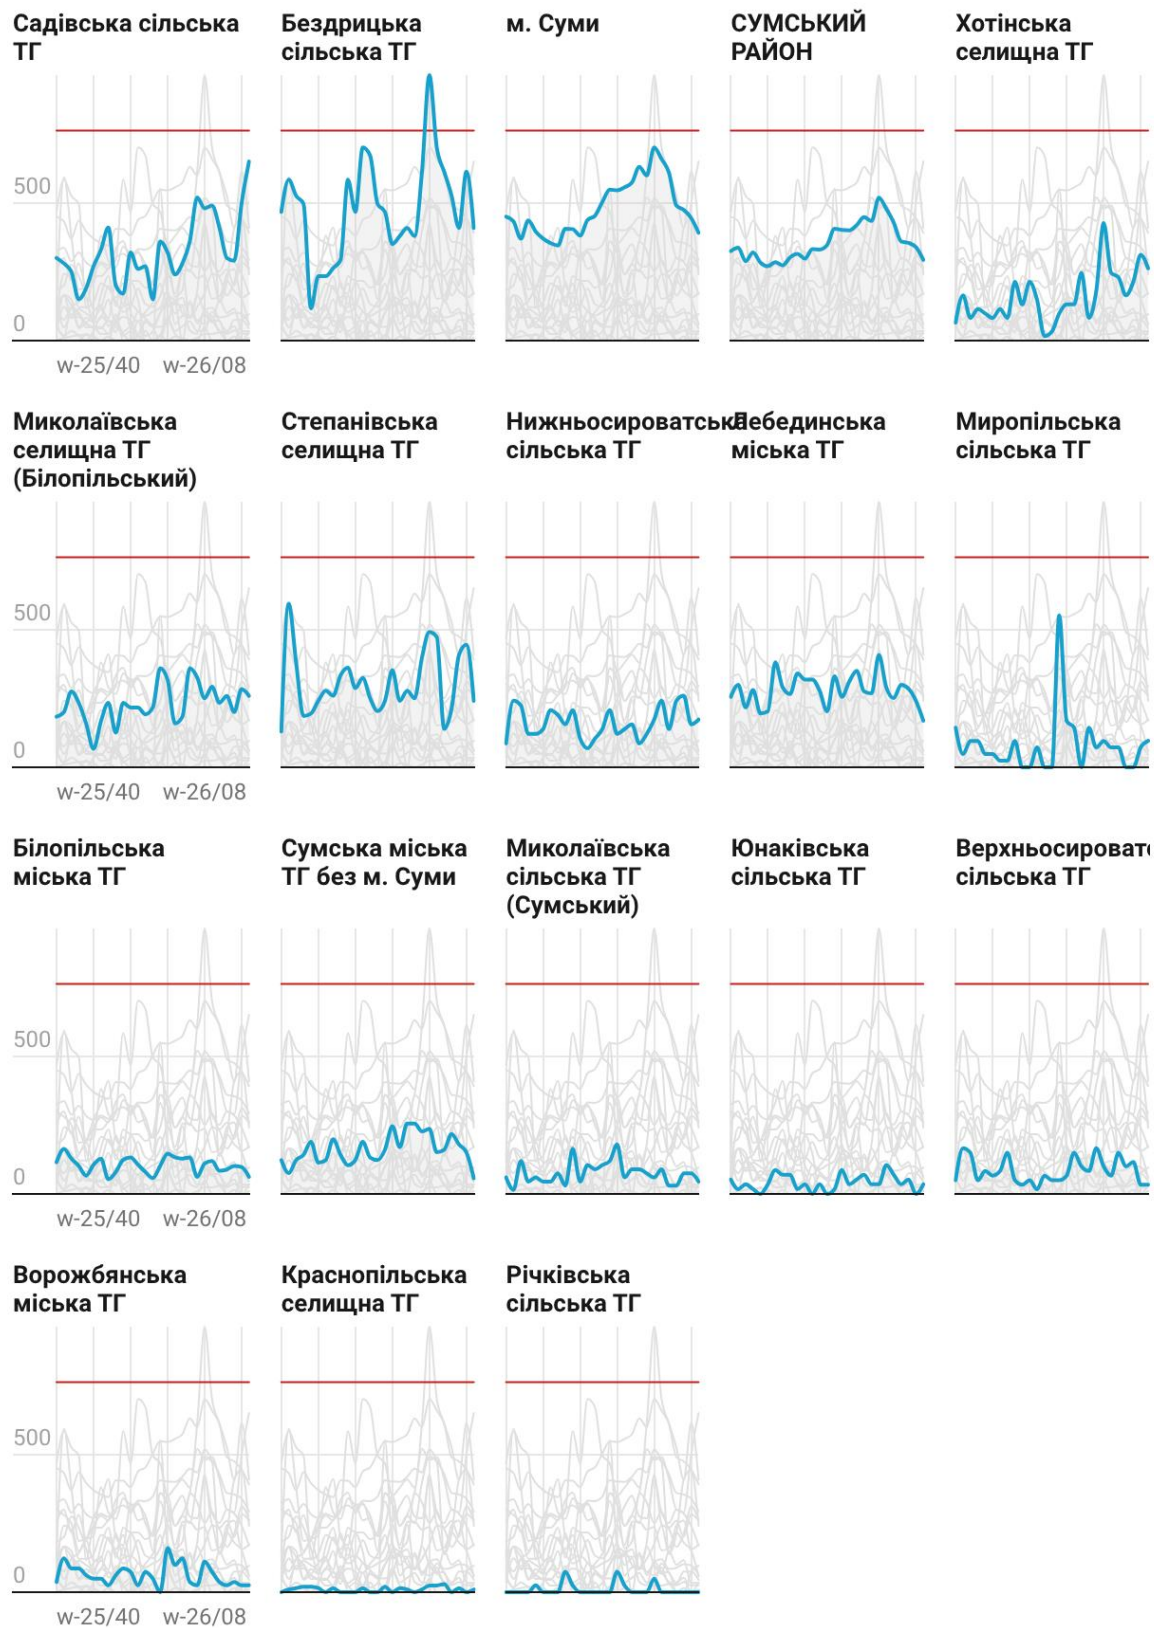 Садівська сільська
ТГ
Бездрицька
сільська ТГ
м. Суми
СУМСЬКИЙ
РАЙОН
Хотінська
селищна ТГ
500
0
w-25/40 w-26/08
Миколаївська
селищна ТГ
(Білопільський)
Степанівська
селищна ТГ
Нижньосироватська
сільська ТГ
Лебединська
міська ТГ
Миропільська
сільська ТГ
500
0
w-25/40 w-26/08
Білопільська
міська ТГ
Сумська міська
ТГ без м. Суми
Миколаївська
сільська ТГ
(Сумський)
Юнаківська
сільська ТГ
Верхньосироват
сільська ТГ
500
0
w-25/40 w-26/08
Ворожбянська
міська ТГ
Краснопільська
селищна ТГ
Річківська
сільська ТГ
500
0
w-25/40 w-26/08